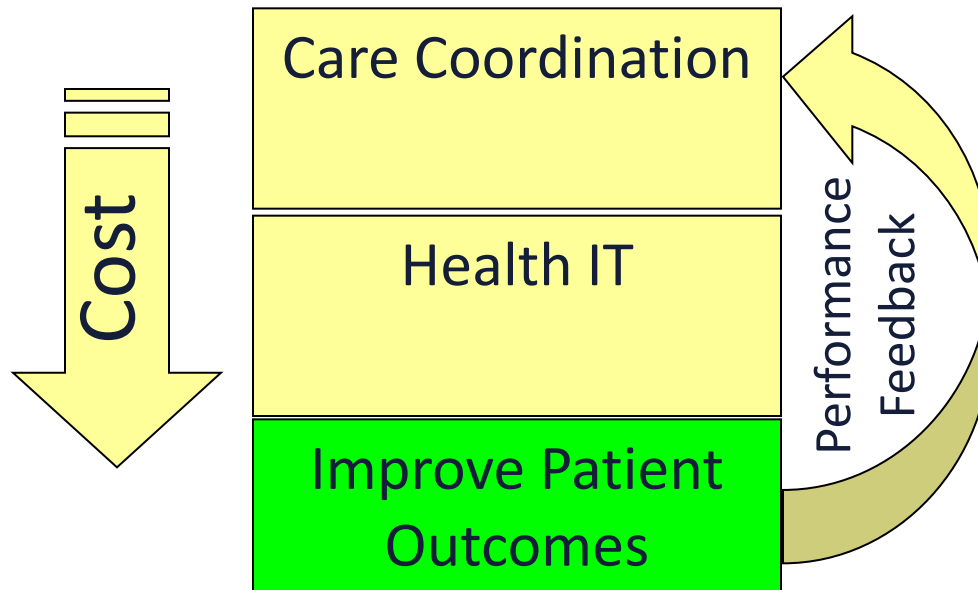 Care Coordination
Cost
Health IT
Performance
Feedback
Improve Patient
Outcomes